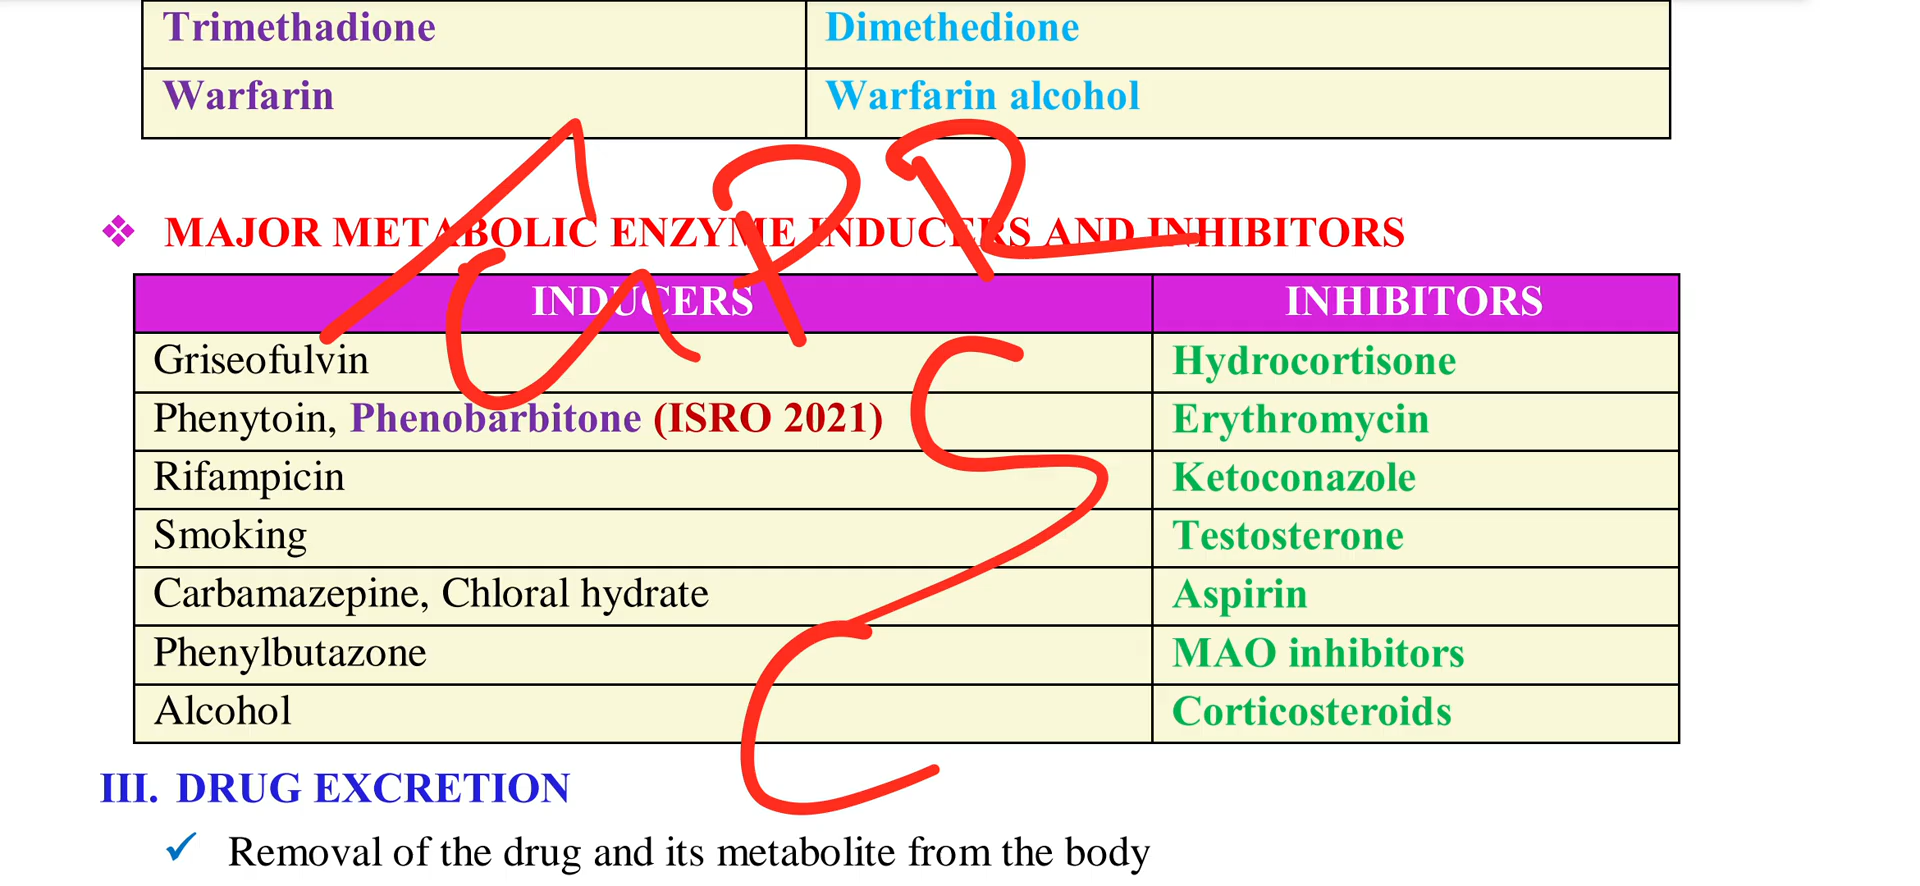 Trimethadione Dimethedione
Warfarin Warfarin alcohol
❖ MAJOR METABOLIC ENZYME INDUCERS AND INHIBITORS
INDUCERS INHIBITORS
Griseofulvin Hydrocortisone
Phenytoin, Phenobarbitone (ISRO 2021) Erythromycin
Rifampicin Ketoconazole
Smoking Testosterone
Carbamazepine, Chloral hydrate Aspirin
Phenylbutazone MAO inhibitors
Alcohol Corticosteroids
III. DRUG EXCRETION
✓ Removal of the drug and its metabolite from the body